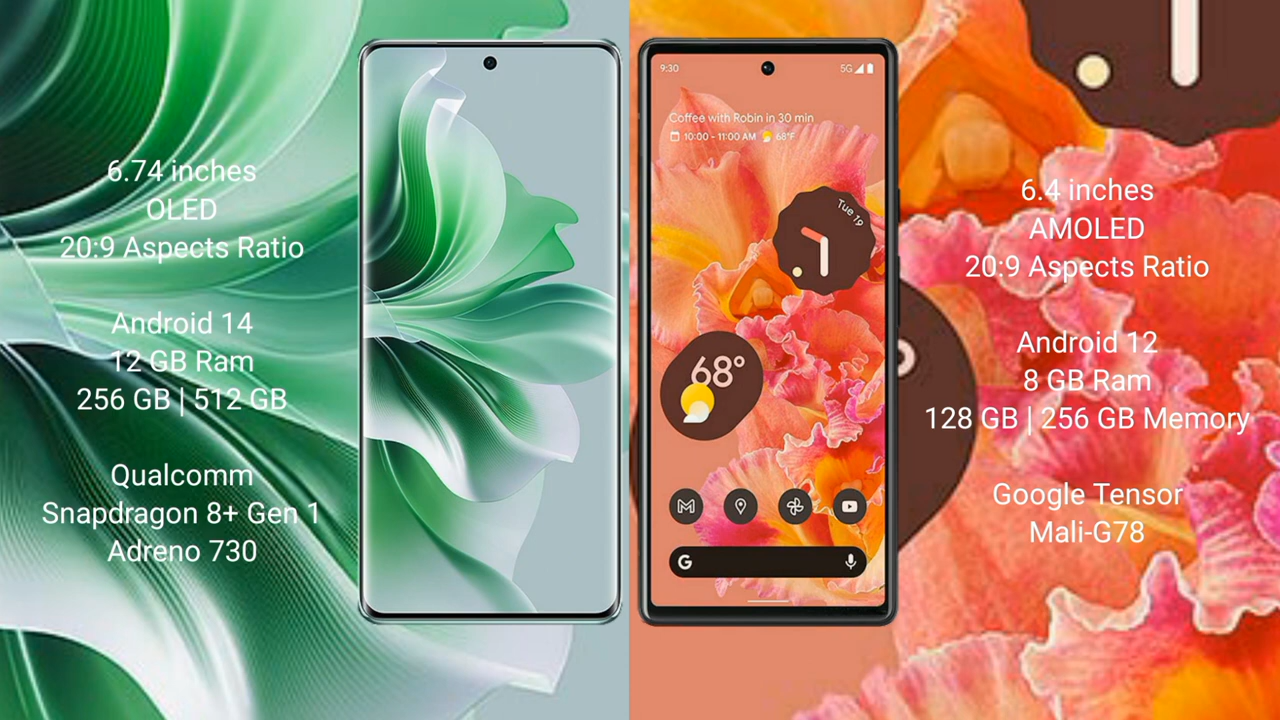 6.74 inches
OLED
20:9 Aspects Ratio
Android 14
12 GB Ram
256 GB | 512 GB
Qualcomm
Snapdragon 8+ Gen 1
Adreno 730
9:30
5G
Coffee with Robin in 30 min
10:00 - 11:00 AM 68°F
Tue 19
68°
G
6.4 inches
AMOLED
20:9 Aspects Ratio
Android 12
8 GB Ram
128 GB | 256 GB Memory
Google Tensor
Mali-G78